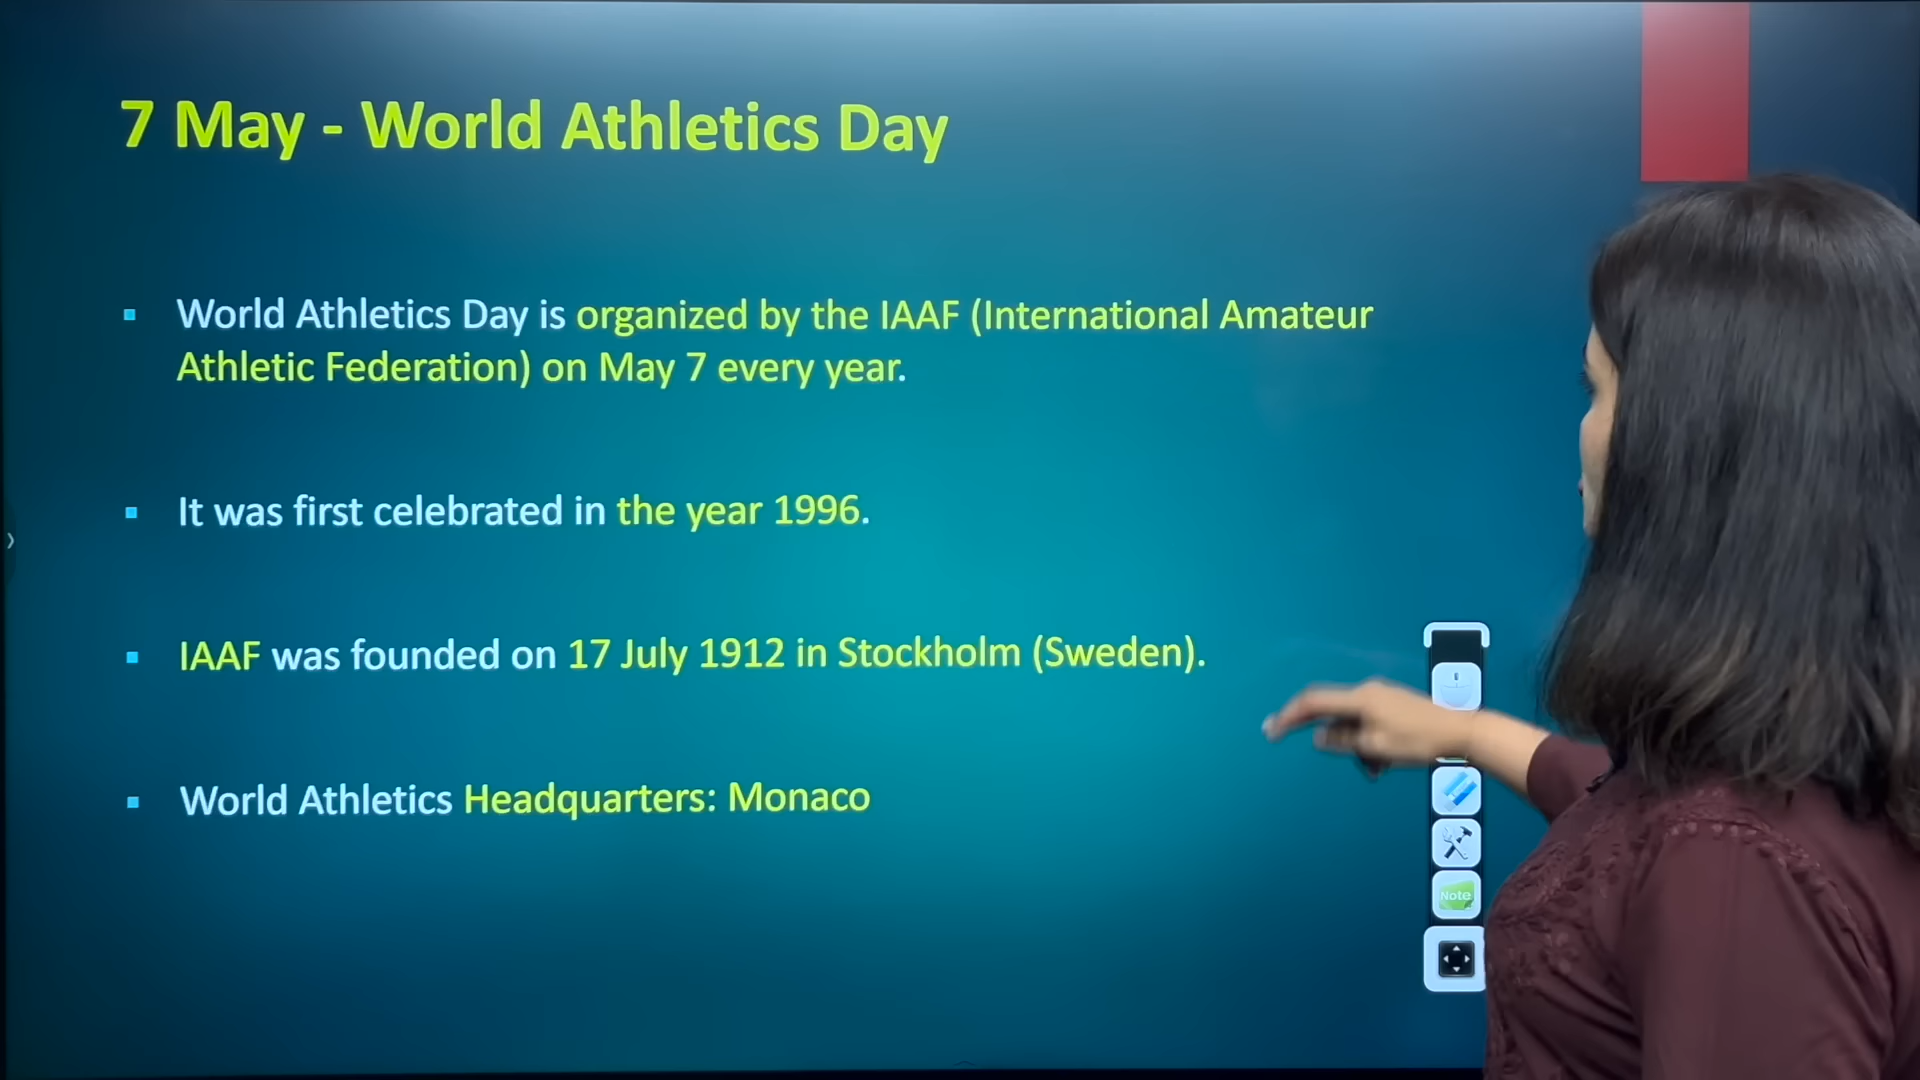 7 May - World Athletics Day
▪ World Athletics Day is organized by the IAAF (International Amateur
Athletic Federation) on May 7 every year.
▪ It was first celebrated in the year 1996.
▪ IAAF was founded on 17 July 1912 in Stockholm (Sweden).
▪ World Athletics Headquarters: Monaco
Note